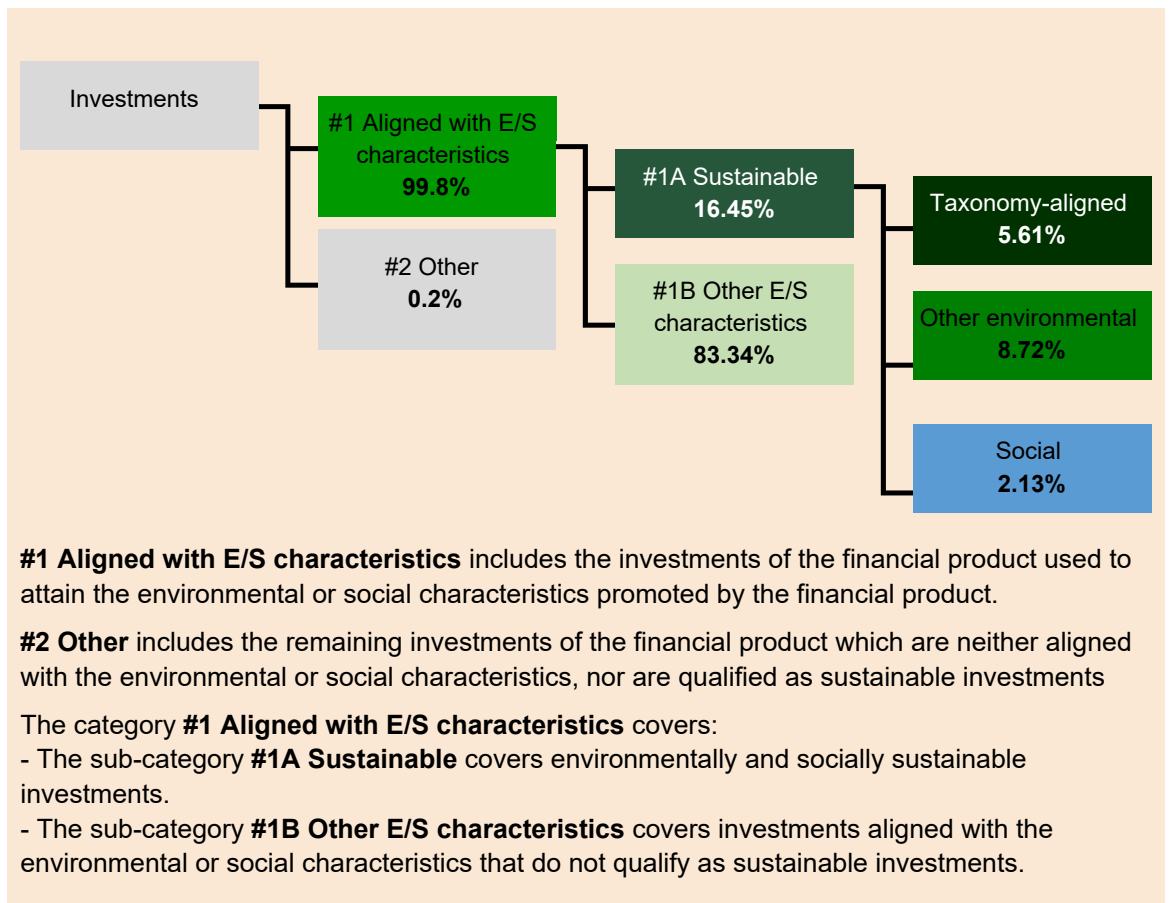 Investments
#1 Aligned with E/S
characteristics
99.8%
#2 Other
0.2%
#1A Sustainable
16.45%
#1B Other E/S
characteristics
83.34%
Taxonomy-aligned
5.61%
Other environmental
8.72%
Social
2.13%
#1 Aligned with E/S characteristics includes the investments of the financial product used to
attain the environmental or social characteristics promoted by the financial product.
#2 Other includes the remaining investments of the financial product which are neither aligned
with the environmental or social characteristics, nor are qualified as sustainable investments
The category #1 Aligned with E/S characteristics covers:
- The sub-category #1A Sustainable covers environmentally and socially sustainable
investments.
- The sub-category #1B Other E/S characteristics covers investments aligned with the
environmental or social characteristics that do not qualify as sustainable investments.